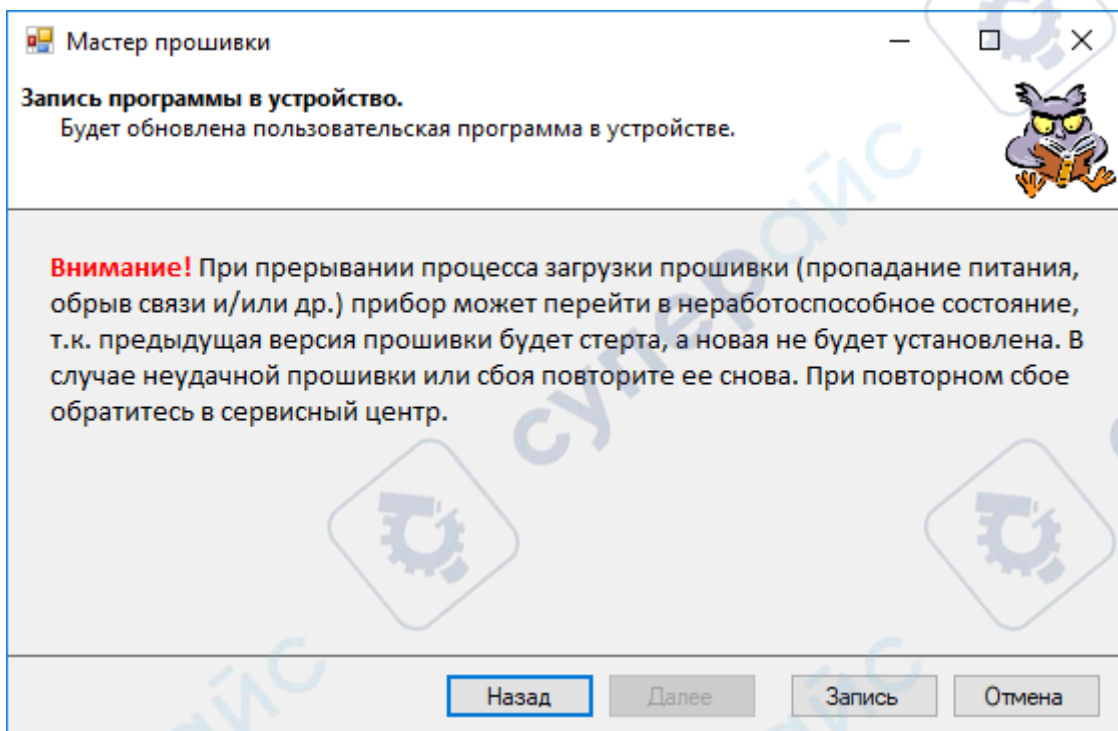 Мастер прошивки
Запись программы в устройство.
Будет обновлена пользовательская программа в устройстве.
Внимание! При прерывании процесса загрузки прошивки (пропадание питания,
обрыв связи и/или др.) прибор может перейти в неработоспособное состояние,
т.к. предыдущая версия прошивки будет стерта, а новая не будет установлена. В
случае неудачной прошивки или сбоя повторите ее снова. При повторном сбое
обратитесь в сервисный центр.
суперайс
Назад Далее Запись Отмена